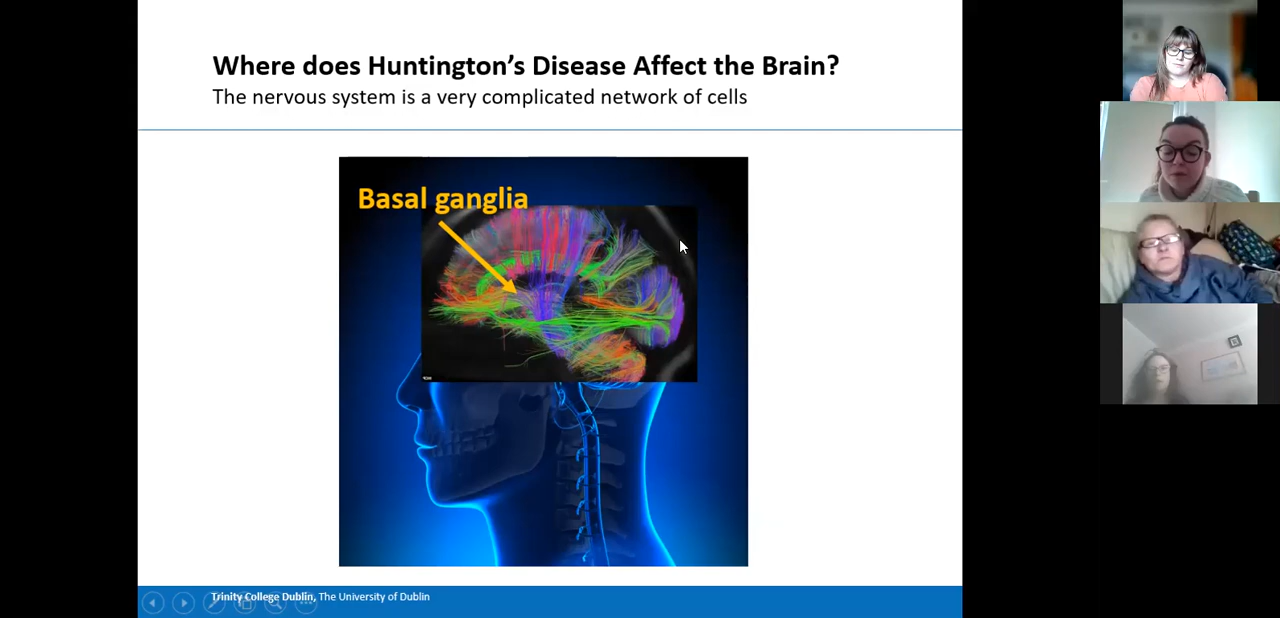 Where does Huntington's Disease Affect the Brain?
The nervous system is a very complicated network of cells
Basal ganglia
Trinity College Dublin, The University of Dublin